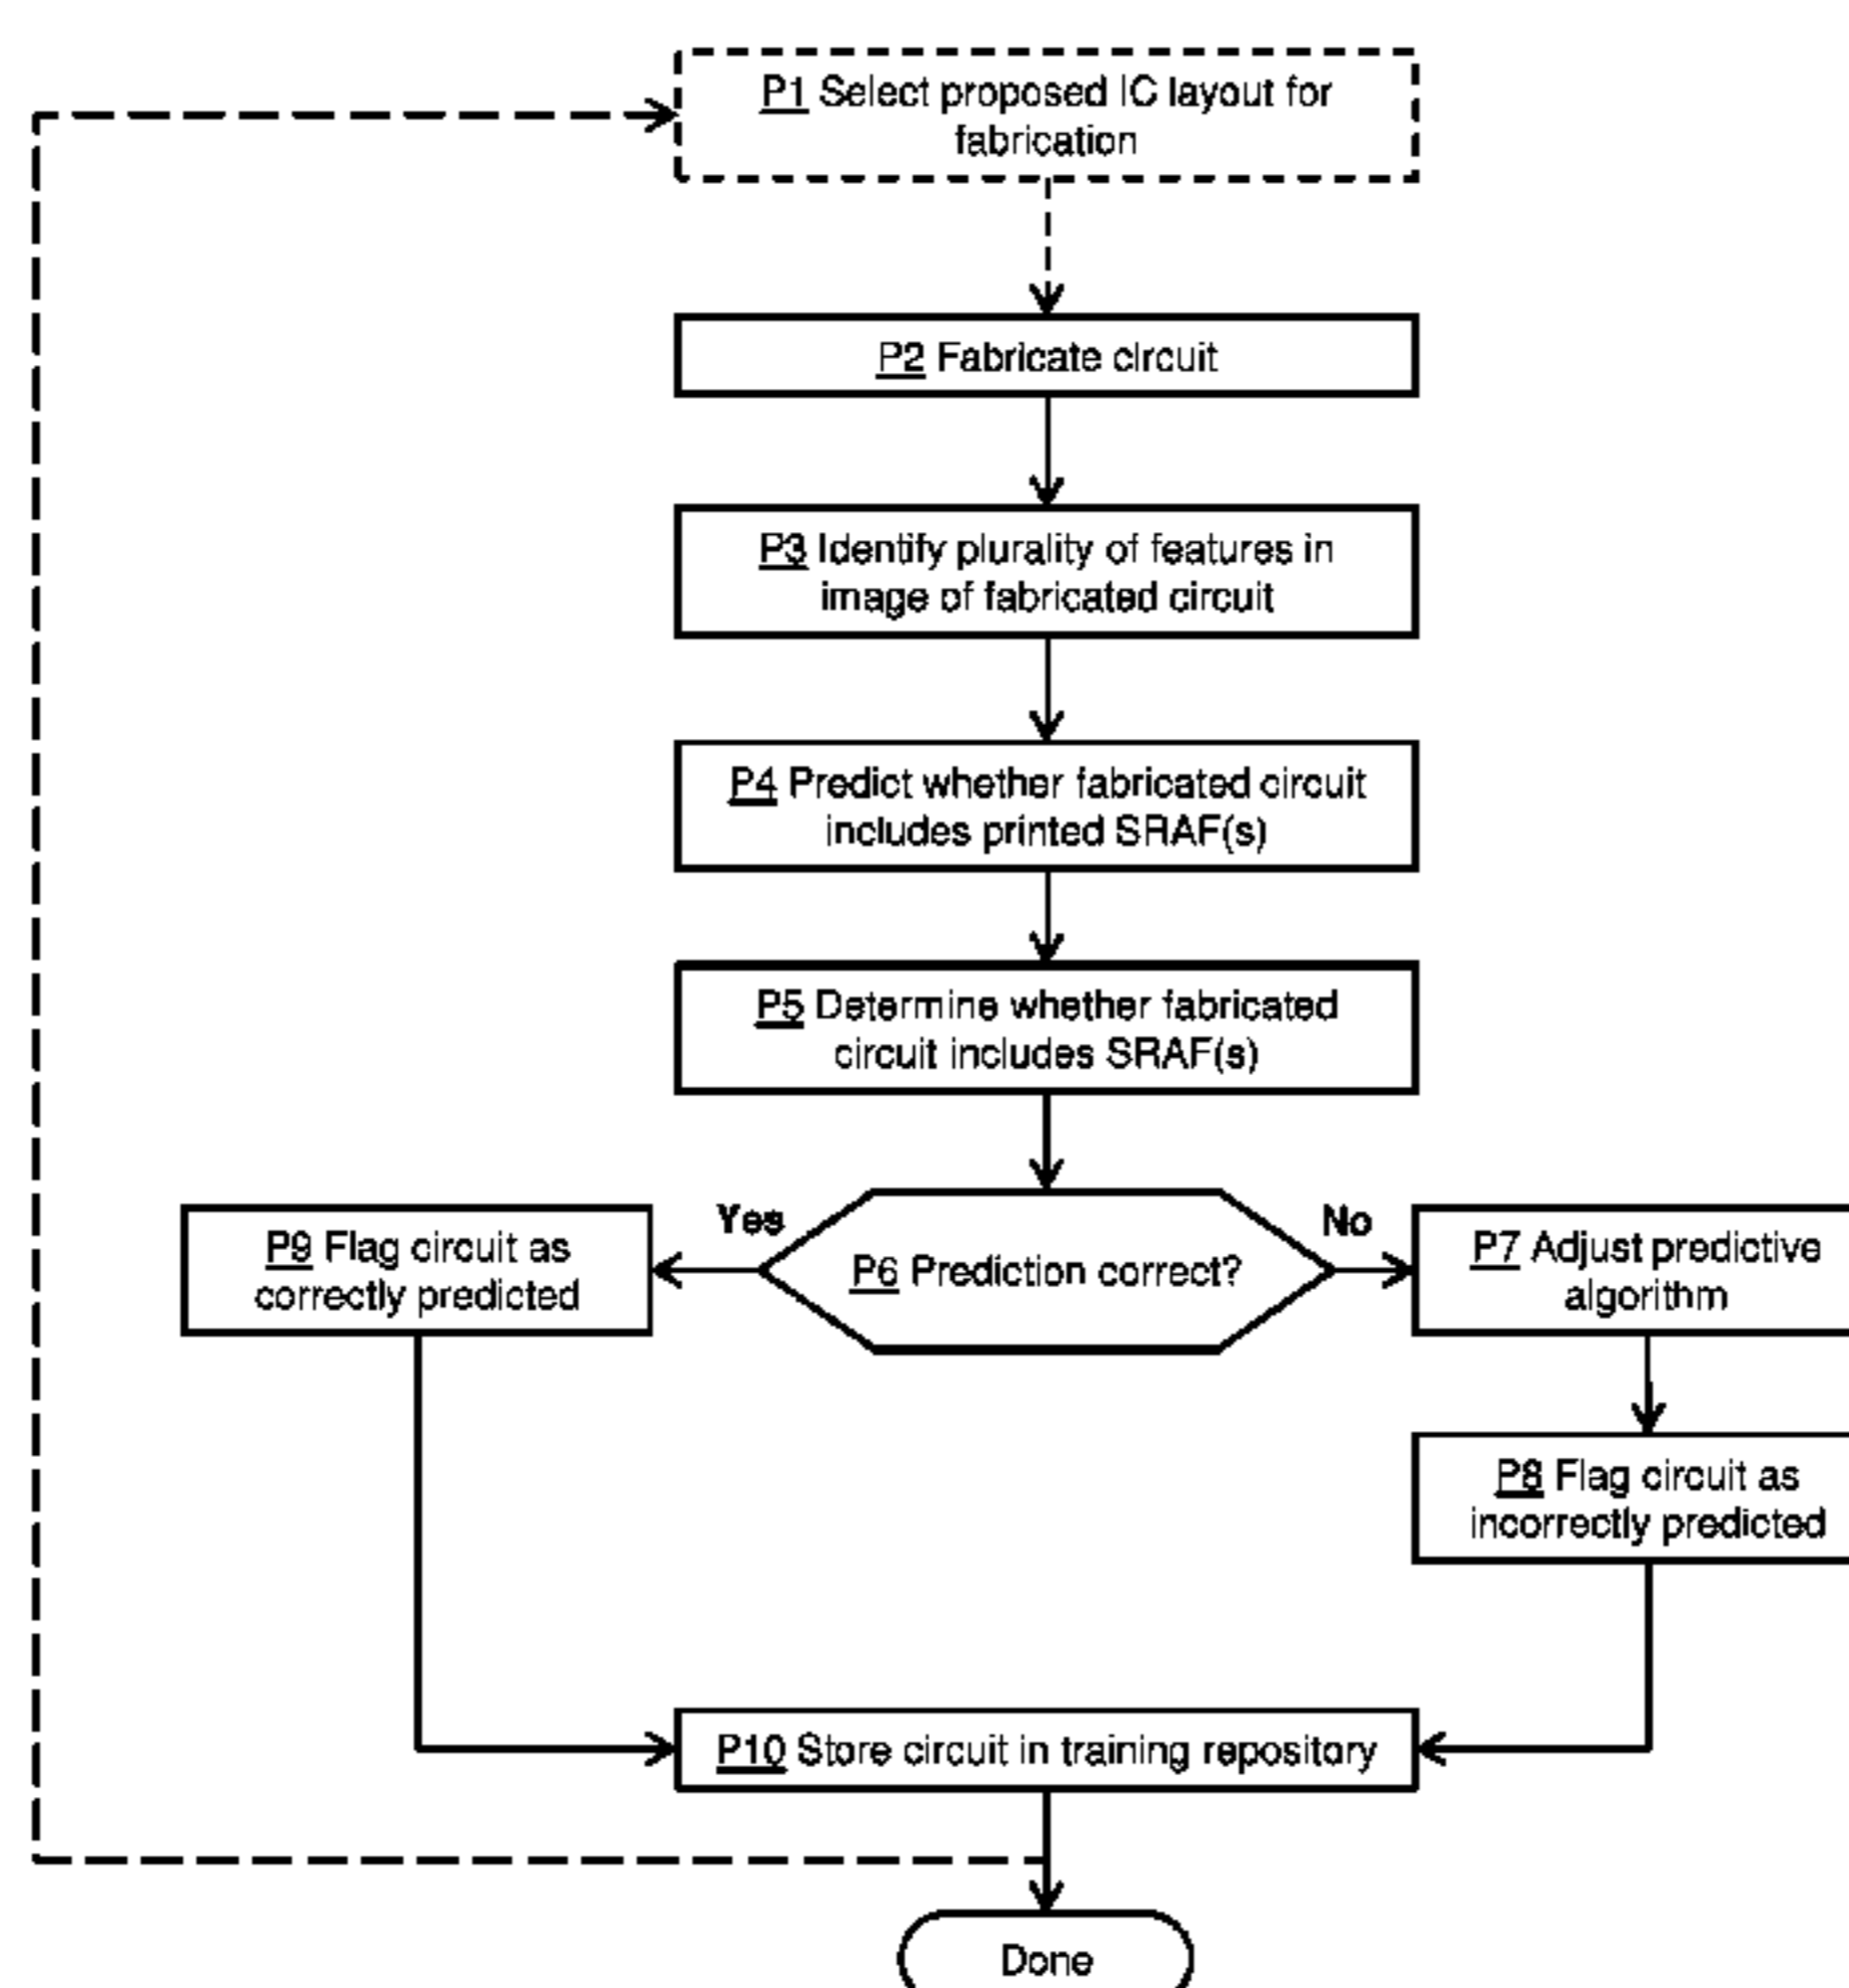 P1 Select proposed IC layout for
fabrication
P2 Fabricate circuit
P3 Identify plurality of features in
image of fabricated circuit
P4 Predict whether fabricated circuit
includes printed SRAF(s)
P5 Determine whether fabricated
circuit includes SRAF(s)
Yes
No
P9 Flag circuit as
correctly predicted
P6 Prediction correct?
P7 Adjust predictive
algorithm
P8 Flag circuit as
incorrectly predicted
P10 Store circuit in training repository
Done